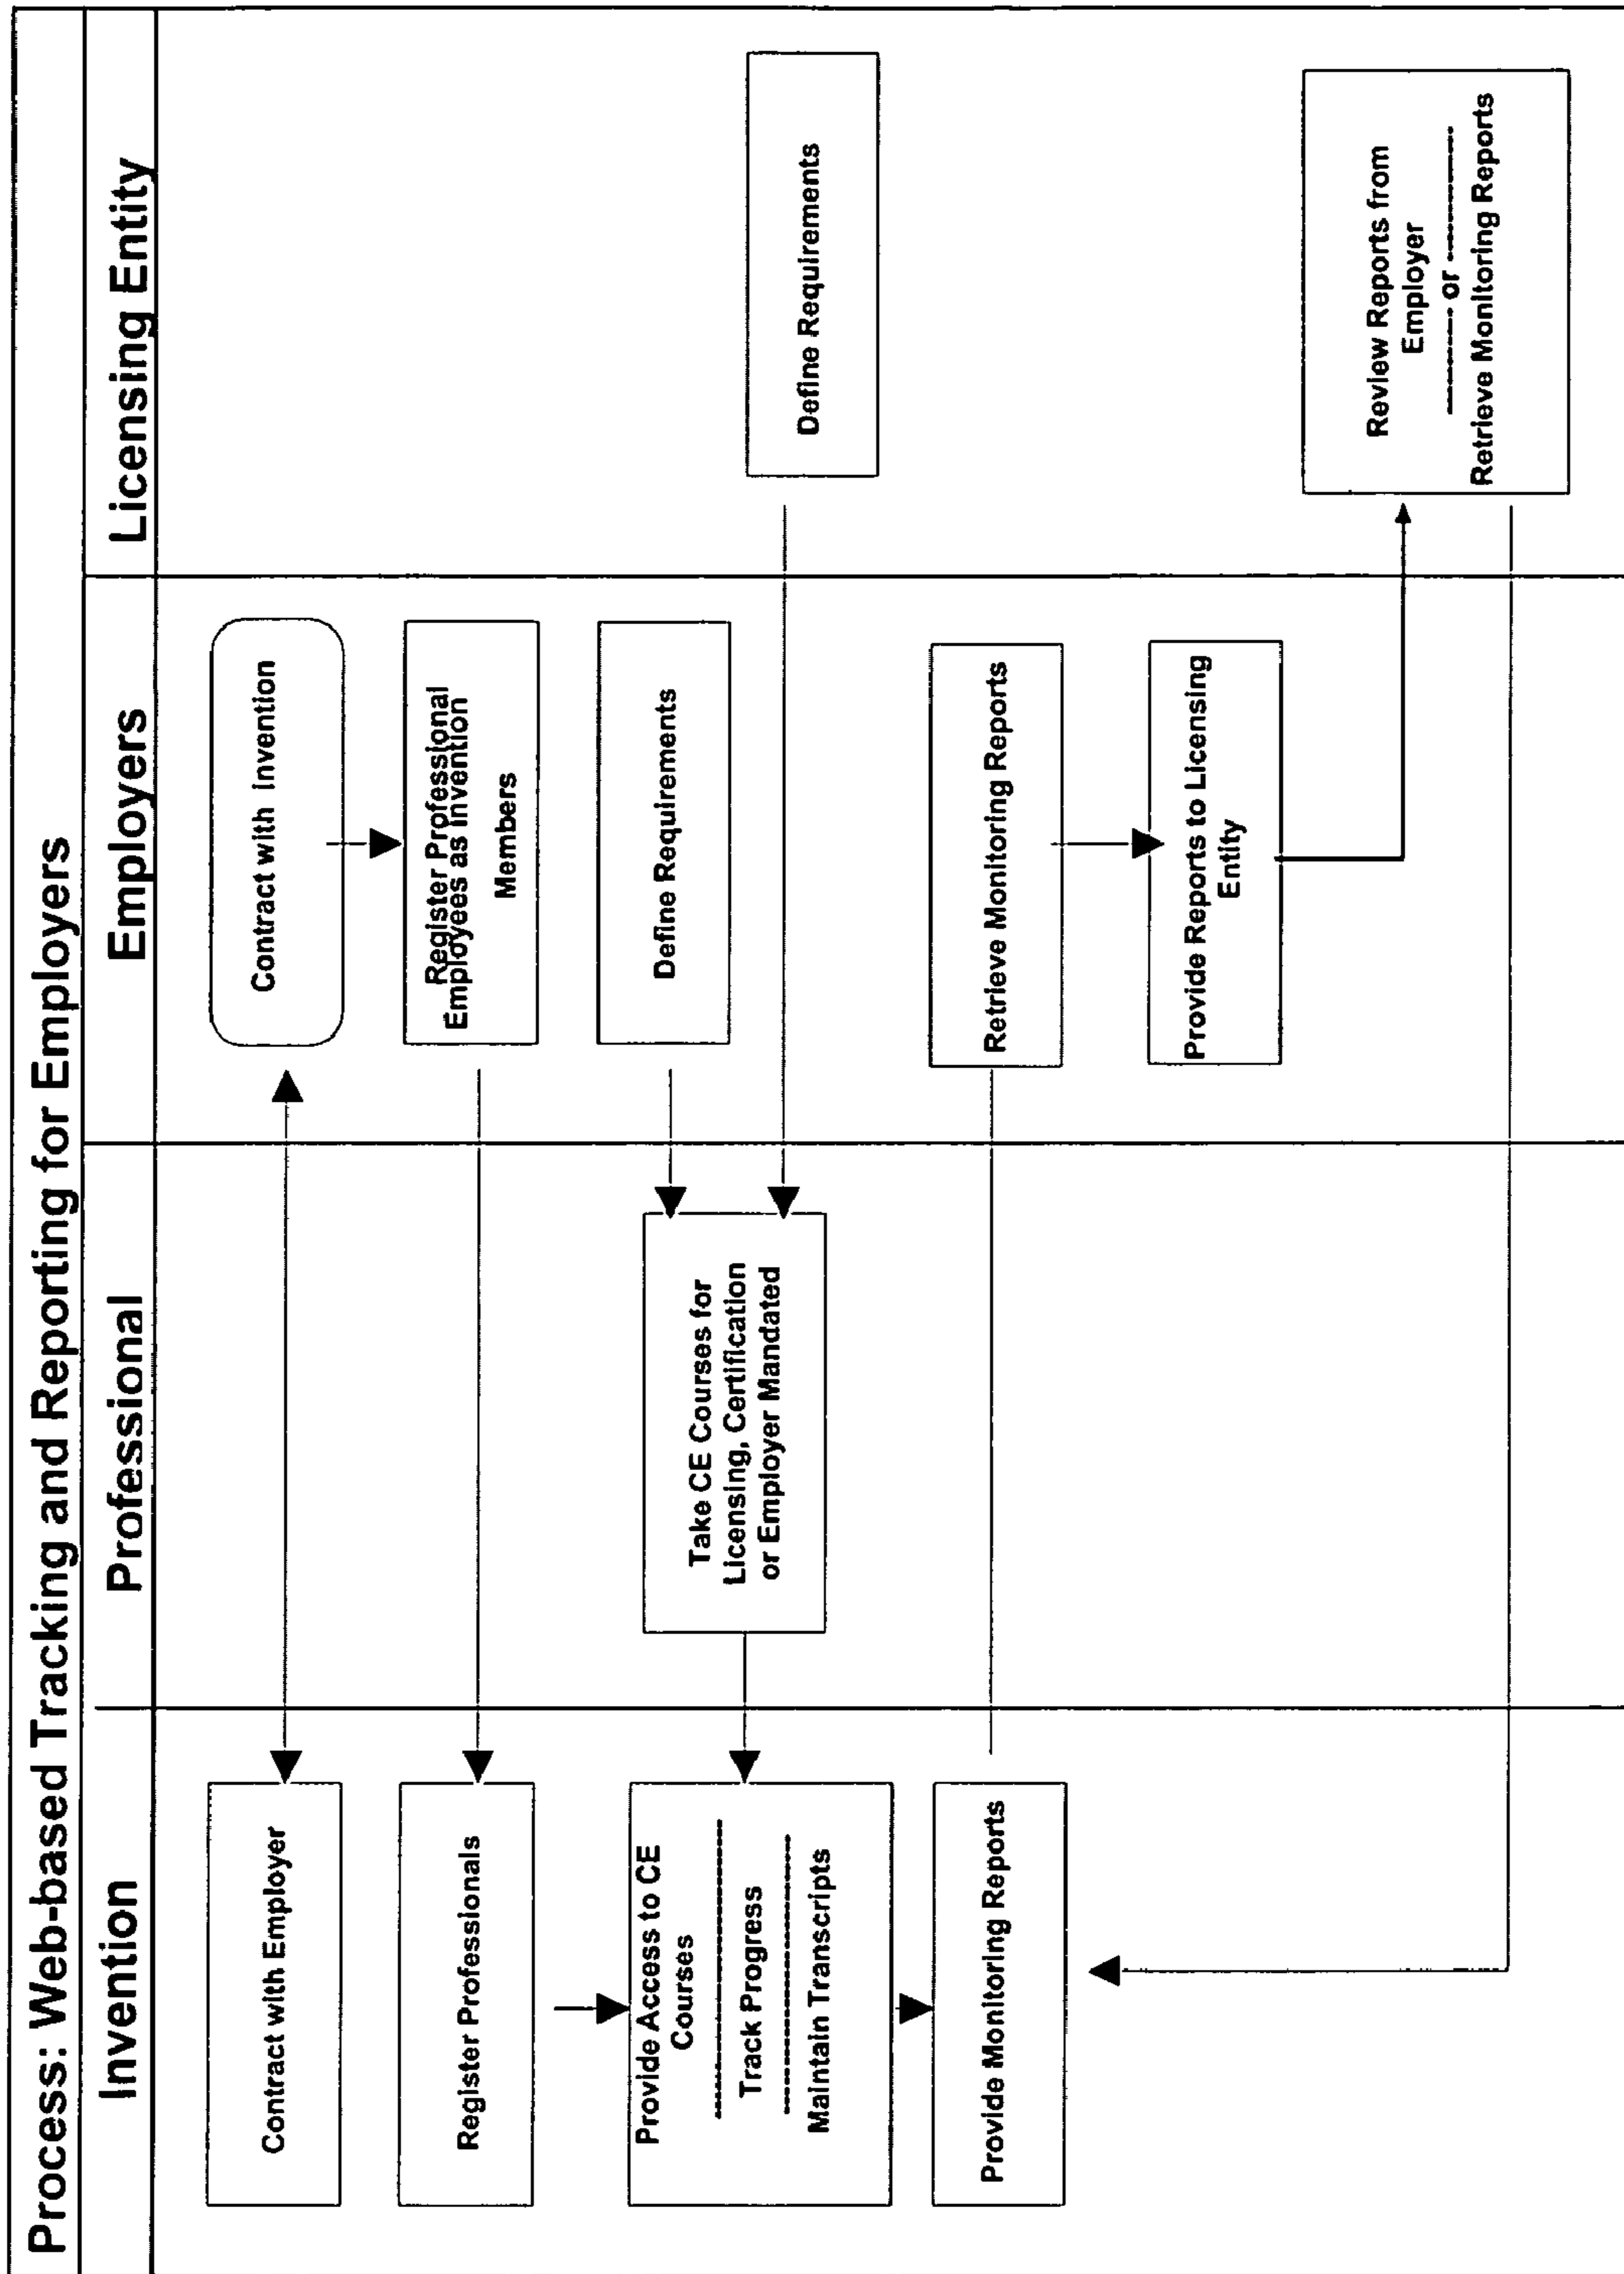 Process: Web-based Tracking and Reporting for Employers
Invention
Professional
Employers
Licensing Entity
Contract with Employer
Contract with Invention
Register Professionals
Register Professional
Employees as Invention
Members
Provide Access to CE
Courses
Track Progress
Maintain Transcripts
Take CE Courses for
Licensing, Certification
or Employer Mandated
Define Requirements
Define Requirements
Provide Monitoring Reports
Retrieve Monitoring Reports
Provide Reports to Licensing
Entity
Review Reports from
Employer
or
Retrieve Monitoring Reports